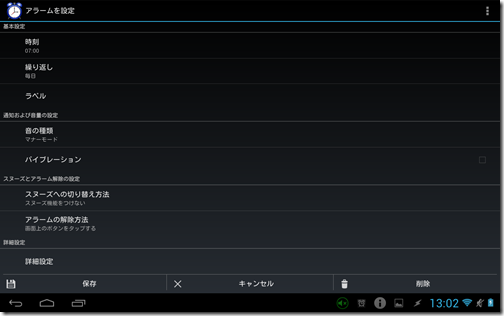 アラームを設定
基本設定
時刻
07:00
繰り返し
毎日
ラベル
通知および音量の設定
音の種類
マナーモード
バイブレーション
スヌーズとアラーム解除の設定
スヌーズへの切り替え方法
スヌーズ機能をつけない
アラームの解除方法
画面上のボタンをタップする
詳細設定
詳細設定
保存 キャンセル 削除
13:02